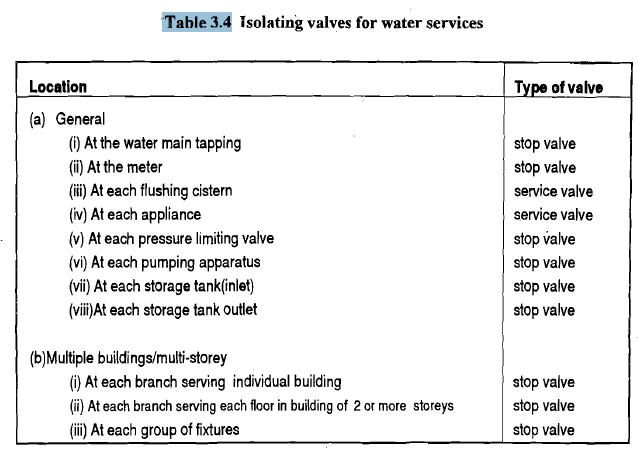 Table 3.4 Isolating valves for water services
Location Type of valve
(a) General
(i) At the water main tapping stop valve
(ii) At the meter stop valve
(iii) At each flushing cistern service valve
(iv) At each appliance service valve
(v) At each pressure limiting valve stop valve
(vi) At each pumping apparatus stop valve
(vii) At each storage tank(inlet) stop valve
(viii)At each storage tank outlet stop valve
(b)Multiple buildings/multi-storey
(i) At each branch serving individual building stop valve
(ii) At each branch serving each floor in building of 2 or more storeys stop valve
(iii) At each group of fixtures stop valve